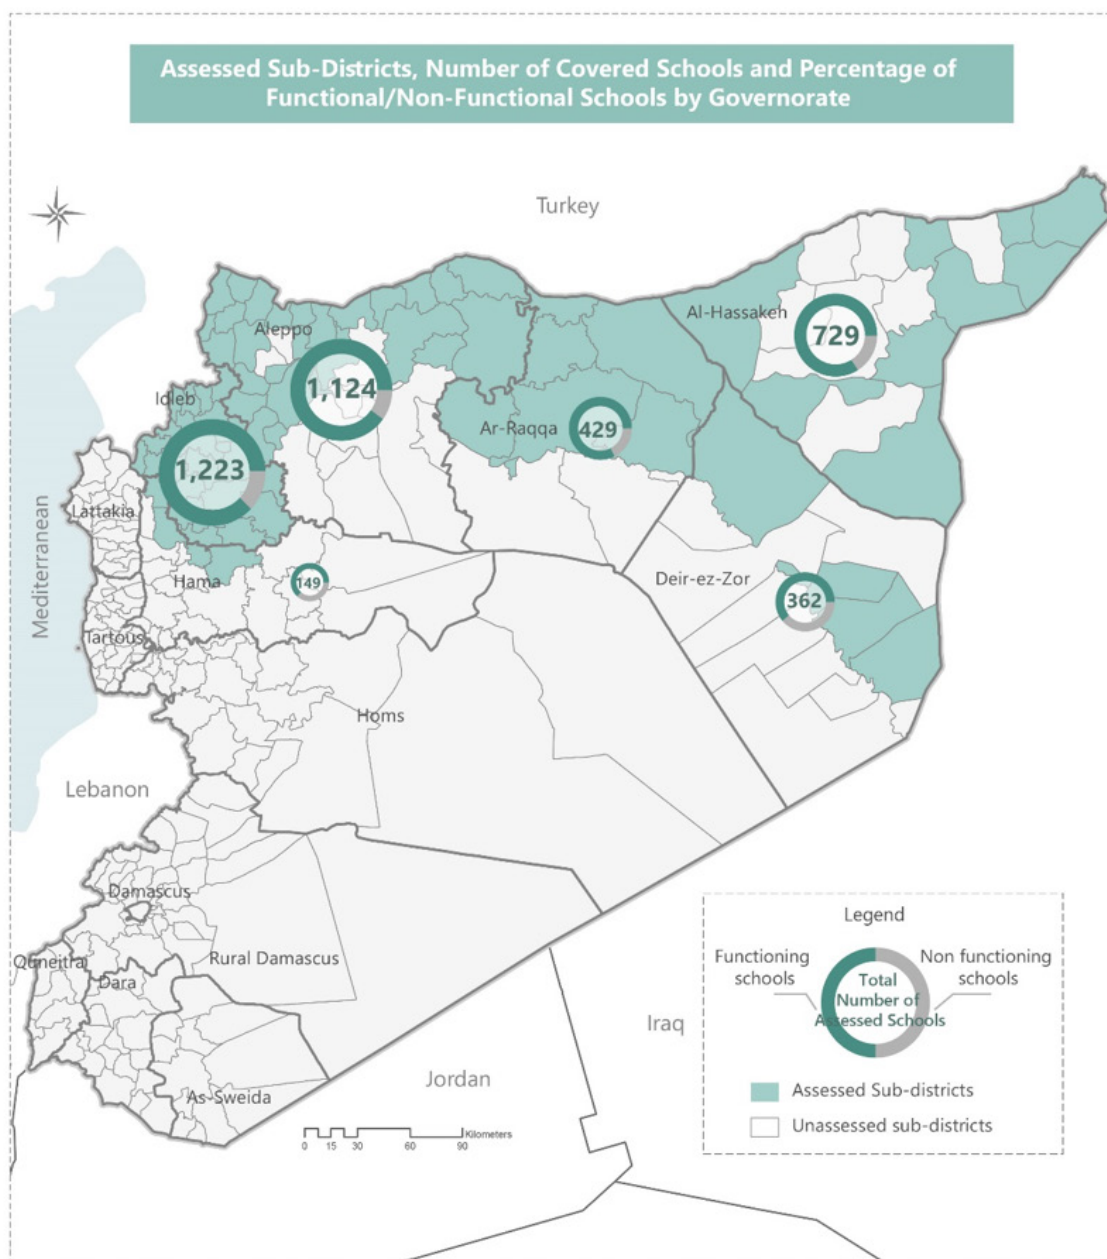 Assessed Sub-Districts, Number of Covered Schools and Percentage of
Functional/Non-Functional Schools by Governorate
Turkey
Al-Hassakeh
729
Aleppo
1,124
Idleb
Ar-Raqqa
429
1,223
Lattakia
Mediterranean
Hama
149
Deir-ez-Zor
362
Tartous
Homs
Lebanon
Damascus
Quneitra
Rural Damascus
Dara
As-Sweida
Jordan
Iraq
Legend
Functioning
schools
Non functioning
schools
Total
Number of
Assessed Schools
Assessed Sub-districts
Unassessed sub-districts
Kilometers
0 15 30 60 90